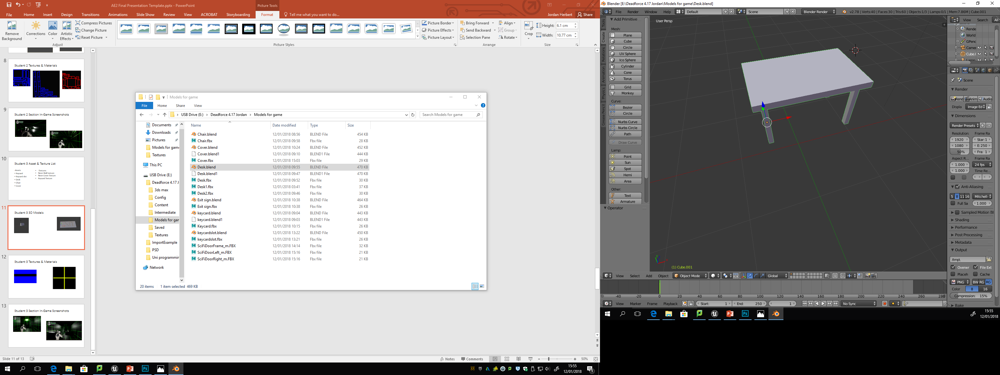 AE2 Final Presentation Template.pptx - PowerPoint
Picture Tools
File Home Insert Design Transitions Animations Slide Show Review View ACROBAT Storyboarding Format Tell me what you want to do...
Jordan Herbert Share
Remove Background
Corrections
Color
Artistic Effects
Compress Pictures
Change Picture
Reset Picture
Adjust
Picture Styles
Picture Border
Picture Effects
Picture Layout
Bring Forward
Send Backward
Selection Pane
Align
Group
Rotate
Arrange
Crop
Height: 6.1 cm
Width: 10.77 cm
Size
8
Student 2 Textures & Materials
9
Student 2 Section In-Game Screenshots
10
Student 3 Asset & Texture List
-Assets
• Keycard
• Keycard slot
• Desk
• Chair
• Cover
• -Textures
• Neon Wall texture
• Neon Cover Texture
• Keycard Texture
11
Student 3 3D Models
12
Student 3 Textures & Materials
13
Student 3 Section In-Game Screenshots
Slide 11 of 13
Notes
Comments
50%
Models for game
File Home Share View
USB Drive (E:) > Deadforce 4.17 Jordan > Models for game
Search Models for game
Documents
Downloads
Pictures
Models for game
Textures
This PC
USB Drive (E:)
Deadforce 4.17 J
3ds max
Config
Content
Intermediate
Models for gar
Saved
Textures
ImportExample
PSD
Uni programmir
Network
Name Date modified Type Size
Chair.blend 12/01/2018 08:56 BLEND File 454 KB
Chair.fbx 12/01/2018 09:58 Fbx file 28 KB
Cover.blend 12/01/2018 10:24 BLEND File 452 KB
Cover.blend1 12/01/2018 09:10 BLEND1 File 444 KB
Cover.fbx 12/01/2018 15:03 Fbx file 29 KB
Desk.blend 12/01/2018 09:55 BLEND File 470 KB
Desk.blend1 12/01/2018 09:47 BLEND1 File 470 KB
Desk.fbx 12/01/2018 09:52 Fbx file 30 KB
Desk1.fbx 12/01/2018 03:41 Fbx file 37 KB
Desk2.fbx 12/01/2018 09:46 Fbx file 30 KB
Exit sign.blend 12/01/2018 10:38 BLEND File 464 KB
Exit sign.fbx 12/01/2018 10:38 Fbx file 26 KB
keycard.blend 12/01/2018 09:04 BLEND File 443 KB
keycard.blend1 12/01/2018 09:03 BLEND1 File 443 KB
Keycard.fbx 12/01/2018 10:15 Fbx file 26 KB
keycardslot.blend 12/01/2018 13:22 BLEND File 450 KB
keycardslot.fbx 12/01/2018 13:21 Fbx file 26 KB
SciFiDoorFrame_m.FBX 12/01/2018 14:14 Fbx file 32 KB
SciFiDoorLeft_m.FBX 12/01/2018 15:16 Fbx file 21 KB
SciFiDoorRight_m.FBX 12/01/2018 15:16 Fbx file 21 KB
20 items 1 item selected 469 KB
15:55
12/01/2018
Blender [E:\Deadforce 4.17 Jordan\Models for game\Desk.blend]
File Render Window Help Default Scene Blender Render v2.78 | Verts:40 | Faces:30 | Tris:60 | Objects:1/3 | Lamps:0/1 | Mem:7.86M | Cube.001
Tools
Create
Relations
Animation
Physics
Grease Pencil
Add Primitive
Mesh:
Plane
Cube
Circle
UV Sphere
Ico Sphere
Cylinder
Cone
Torus
Grid
Monkey
Curve:
Bezier
Circle
Nurbs Curve
Nurbs Circle
Path
Draw Curve
Lamp:
Point
Sun
Spot
Hemi
Area
Other:
Text
Armature
Operator
User Persp
(1) Cube.001
View Select Add Object Object Mode Global
-40 -20 0 20 40 60 80 100 120 140 160 180 200 220 240 260 280
View Marker Frame Playback Start: 1 End: 250 1 No Sync
View Search All
Rende
World
GPenc
Camer
Cube.
Scene
Render
Rend Anim Audio
Displa Image Ed
Dimensions
Render Presets
Resolution: Frame Ra
1920 Star: 1
1080 E: 250
50% Fra: 1
Aspect R... Frame Ra
1.000 24 fps
1.000 Time Re...
Anti-Aliasing
5 8 11 16 Mitchell-
Full Sa 1.000
Sampled Motion Bl
Shading
Performance
Post Processing
Metadata
Output
/tmp\
Overwr File Ext
Placeh Cache
PNG BW RG RG
Color 8 16
Compression: 15%
Bake
15:55
12/01/2018